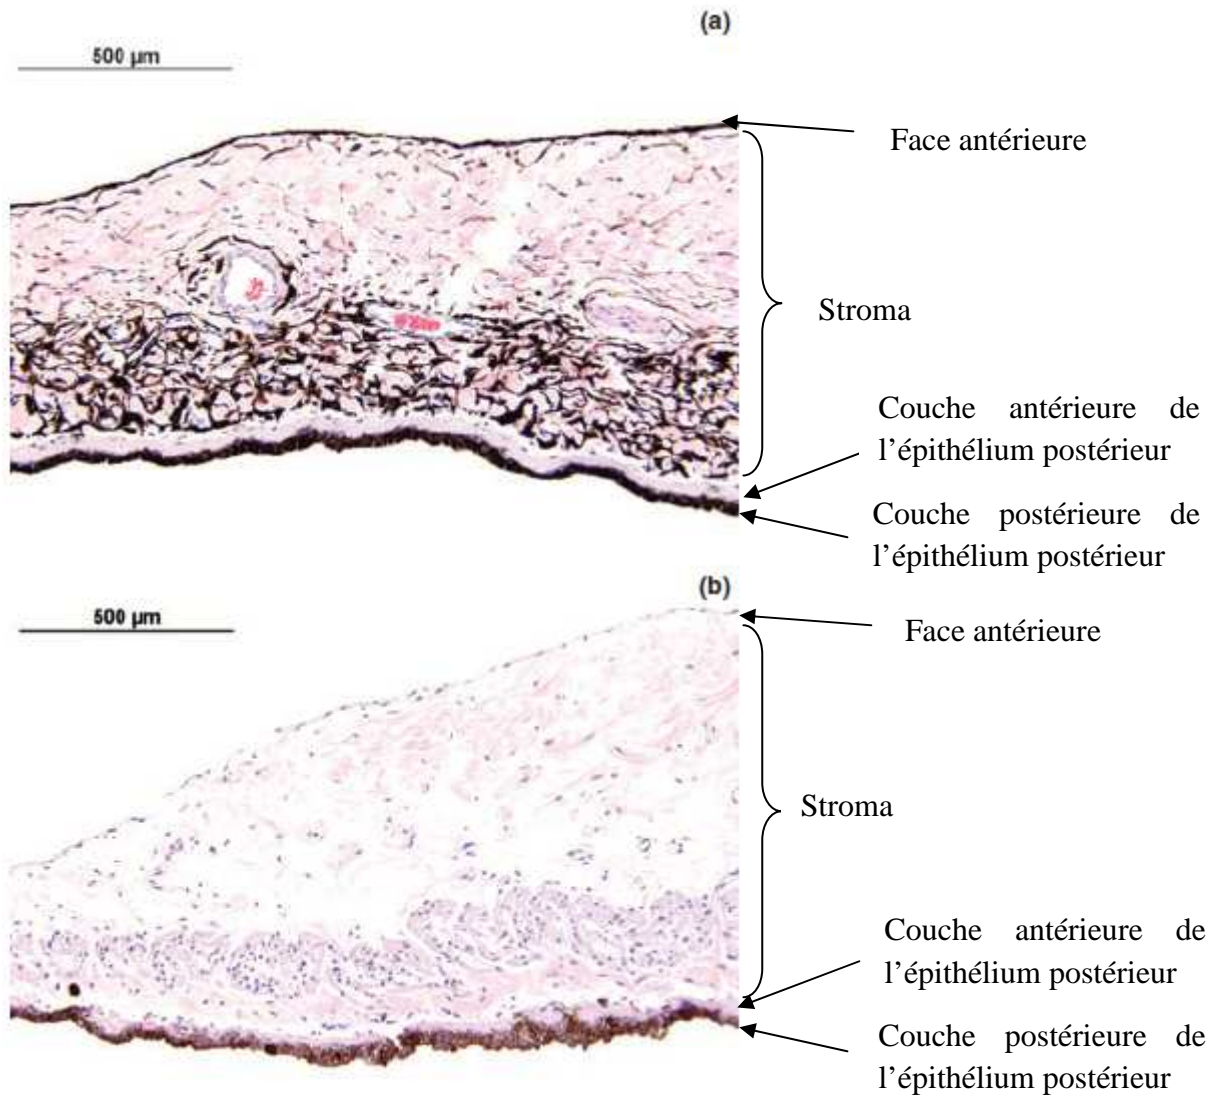 (a)
500 µm
Face antérieure
Stroma
Couche antérieure de
l’épithélium postérieur
Couche postérieure de
l’épithélium postérieur
(b)
500 µm
Face antérieure
Stroma
Couche antérieure de
l’épithélium postérieur
Couche postérieure de
l’épithélium postérieur